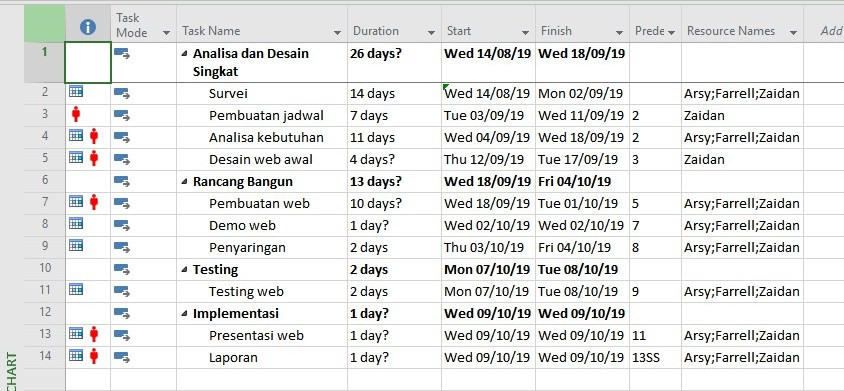 Task Mode Task Name Duration Start Finish Prede Resource Names Add
1 Analisa dan Desain Singkat 26 days? Wed 14/08/19 Wed 18/09/19
2 Survei 14 days Wed 14/08/19 Mon 02/09/19 Arsy;Farrell;Zaidan
3 Pembuatan jadwal 7 days Tue 03/09/19 Wed 11/09/19 2 Zaidan
4 Analisa kebutuhan 11 days Wed 04/09/19 Wed 18/09/19 2 Arsy;Farrell;Zaidan
5 Desain web awal 4 days? Thu 12/09/19 Tue 17/09/19 3 Zaidan
6 Rancang Bangun 13 days? Wed 18/09/19 Fri 04/10/19
7 Pembuatan web 10 days? Wed 18/09/19 Tue 01/10/19 5 Arsy;Farrell;Zaidan
8 Demo web 1 day? Wed 02/10/19 Wed 02/10/19 7 Arsy;Farrell;Zaidan
9 Penyaringan 2 days Thu 03/10/19 Fri 04/10/19 8 Arsy;Farrell;Zaidan
10 Testing 2 days Mon 07/10/19 Tue 08/10/19
11 Testing web 2 days Mon 07/10/19 Tue 08/10/19 9 Arsy;Farrell;Zaidan
12 Implementasi 1 day? Wed 09/10/19 Wed 09/10/19
13 Presentasi web 1 day? Wed 09/10/19 Wed 09/10/19 11 Arsy;Farrell;Zaidan
14 Laporan 1 day? Wed 09/10/19 Wed 09/10/19 13SS Arsy;Farrell;Zaidan
CHART